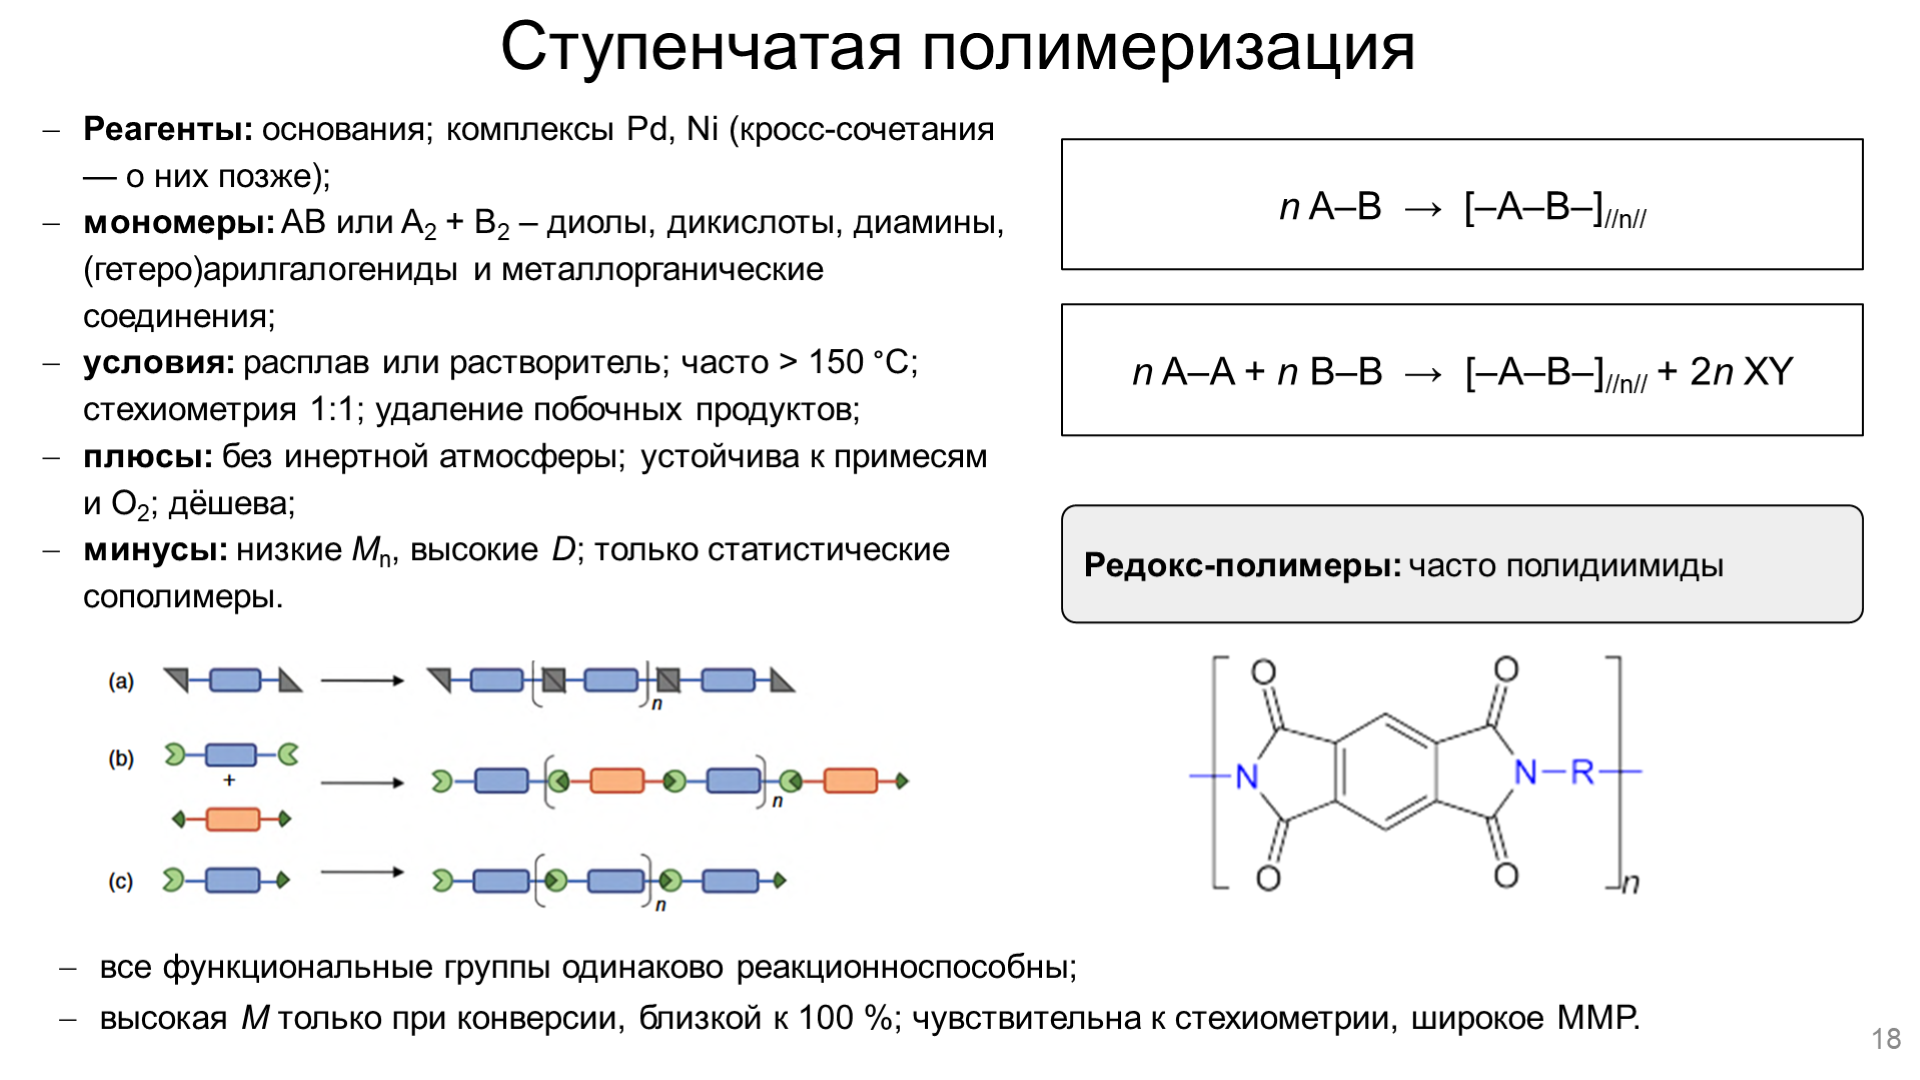 Ступенчатая полимеризация
– Реагенты: основания; комплексы Pd, Ni (кросс-сочетания
— о них позже);
– мономеры: AB или A₂ + B₂ – диолы, дикислоты, диамины,
(гетеро)арилгалогениды и металлорганические
соединения;
– условия: расплав или растворитель; часто > 150 °C;
стехиометрия 1:1; удаление побочных продуктов;
– плюсы: без инертной атмосферы; устойчива к примесям
и O₂; дёшева;
– минусы: низкие Mₙ, высокие D; только статистические
сополимеры.
n A–B → [–A–B–]//n//
n A–A + n B–B → [–A–B–]//n// + 2n XY
Редокс-полимеры: часто полидиимиды
(a)
n
(b)
+
n
(c)
n
O
O
N
N–R
O
O
n
– все функциональные группы одинаково реакционноспособны;
– высокая M только при конверсии, близкой к 100 %; чувствительна к стехиометрии, широкое ММР.
18